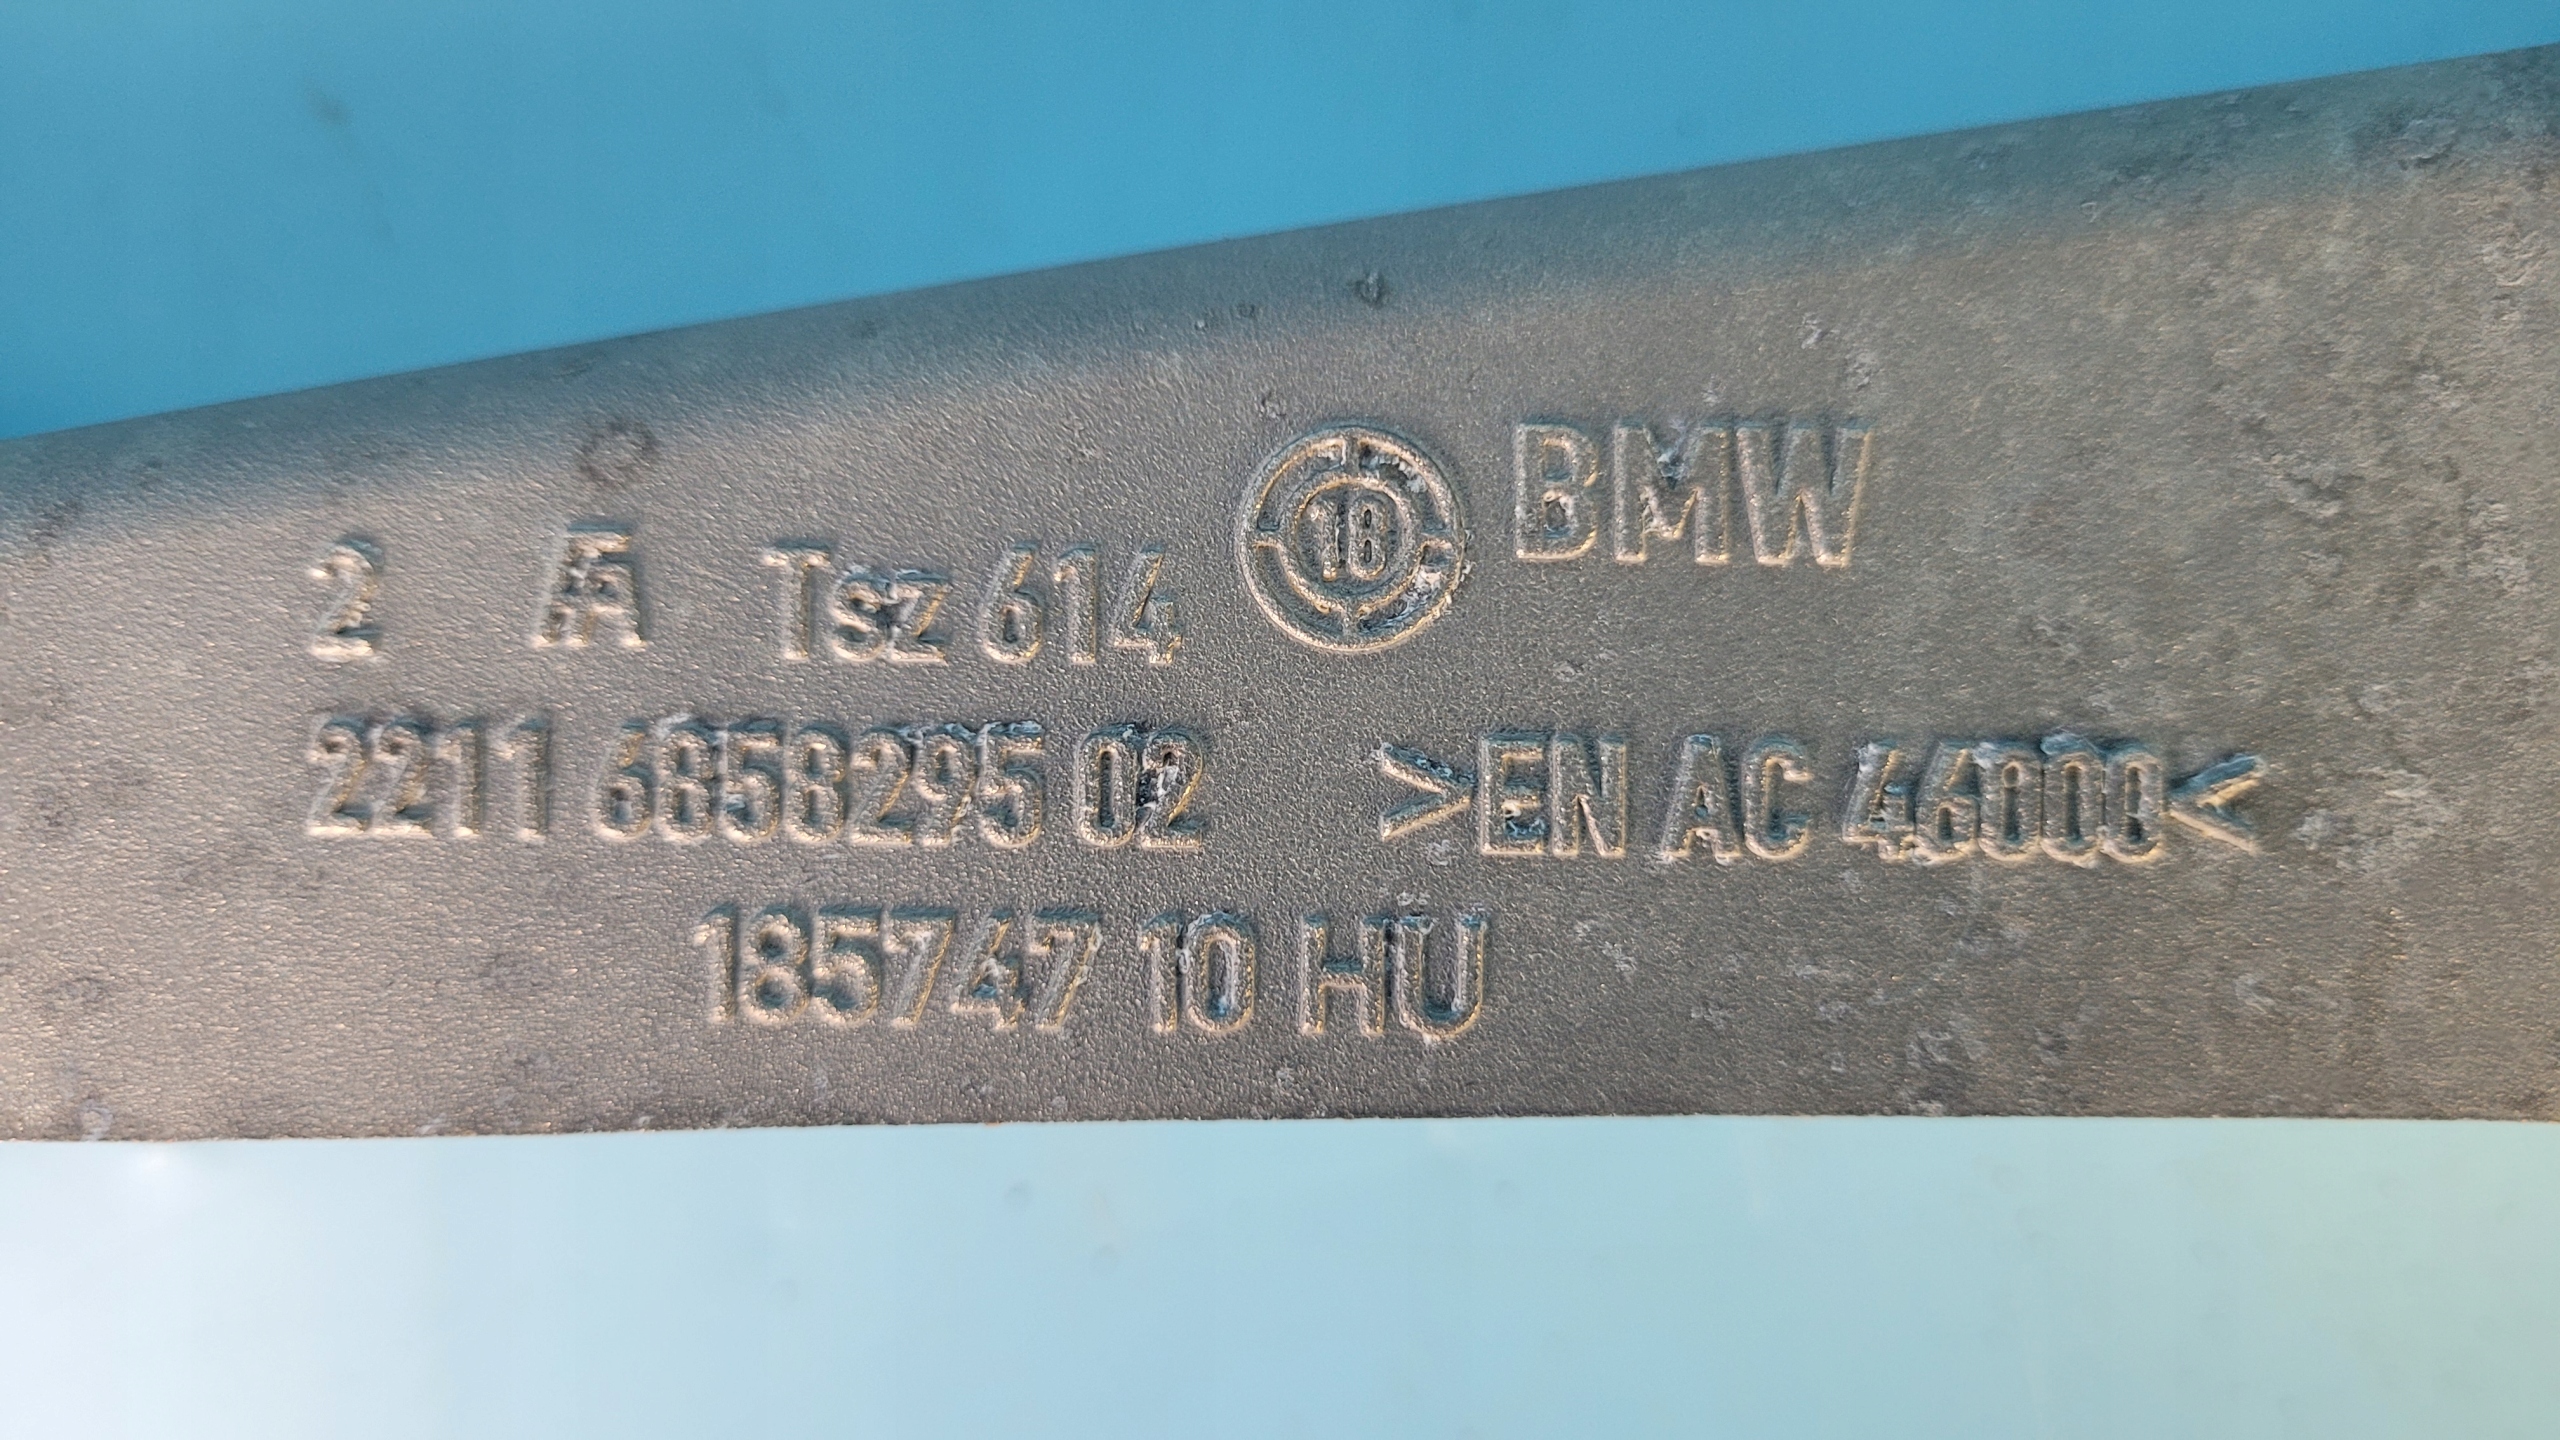 2 A Tsz 614 18 BMW
2211 6858295 02 >EN AC 46000<
185747 10 HU